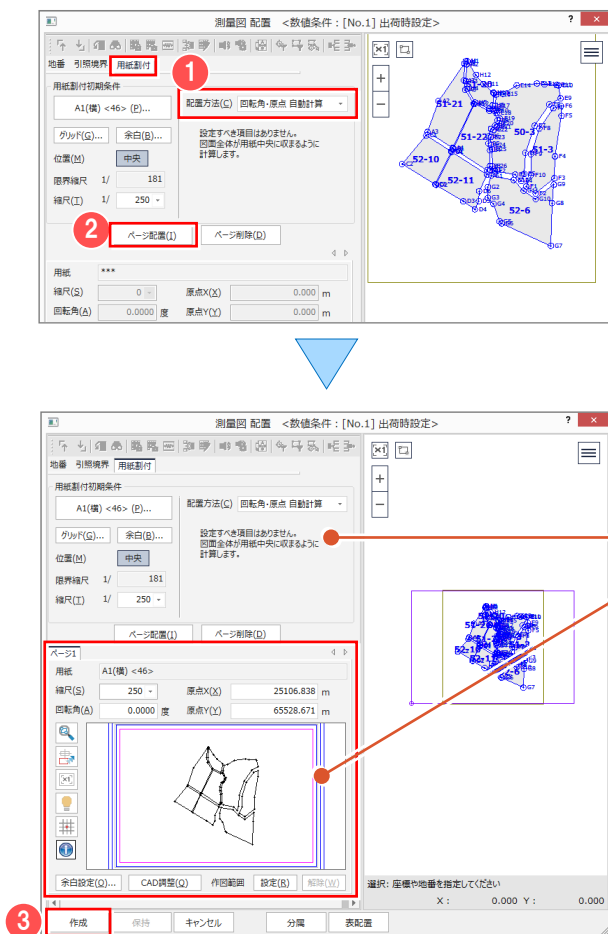 測量図 配置 <数値条件 : [No.1] 出荷時設定> ? ×
地番 引照境界 用紙割付
1
用紙割付初期条件
A1(横) <46> (P)...
配置方法(C) 回転角・原点 自動計算
グリッド(G)... 余白(B)...
設定すべき項目はありません。
図面全体が用紙中央に収まるように
計算します。
位置(M) 中央
限界縮尺 1/ 181
縮尺(T) 1/ 250
2
ページ配置(I) ページ削除(D)
用紙 ***
縮尺(S) 0 原点X(X) 0.000 m
回転角(A) 0.0000 度 原点Y(Y) 0.000 m
51-21
51-22
50-3
51-3
52-10
52-11
52-6
H12
E14
E9
F6
F5
A3
F4
F3
G9
G8
G2
G3
G4
D3
D4
G10
G7
測量図 配置 <数値条件 : [No.1] 出荷時設定> ? ×
地番 引照境界 用紙割付
用紙割付初期条件
A1(横) <46> (P)...
配置方法(C) 回転角・原点 自動計算
グリッド(G)... 余白(B)...
設定すべき項目はありません。
図面全体が用紙中央に収まるように
計算します。
位置(M) 中央
限界縮尺 1/ 181
縮尺(T) 1/ 250
ページ配置(I) ページ削除(D)
ページ1
用紙 A1(横) <46>
縮尺(S) 250 原点X(X) 25106.838 m
回転角(A) 0.0000 度 原点Y(Y) 65528.671 m
余白設定(O)... CAD調整(Q) 作図範囲 設定(R) 解除(W)
G7
選択: 座標や地番を指定してください
X : 0.000 Y : 0.000
3
作成 保持 キャンセル 分属 表配置